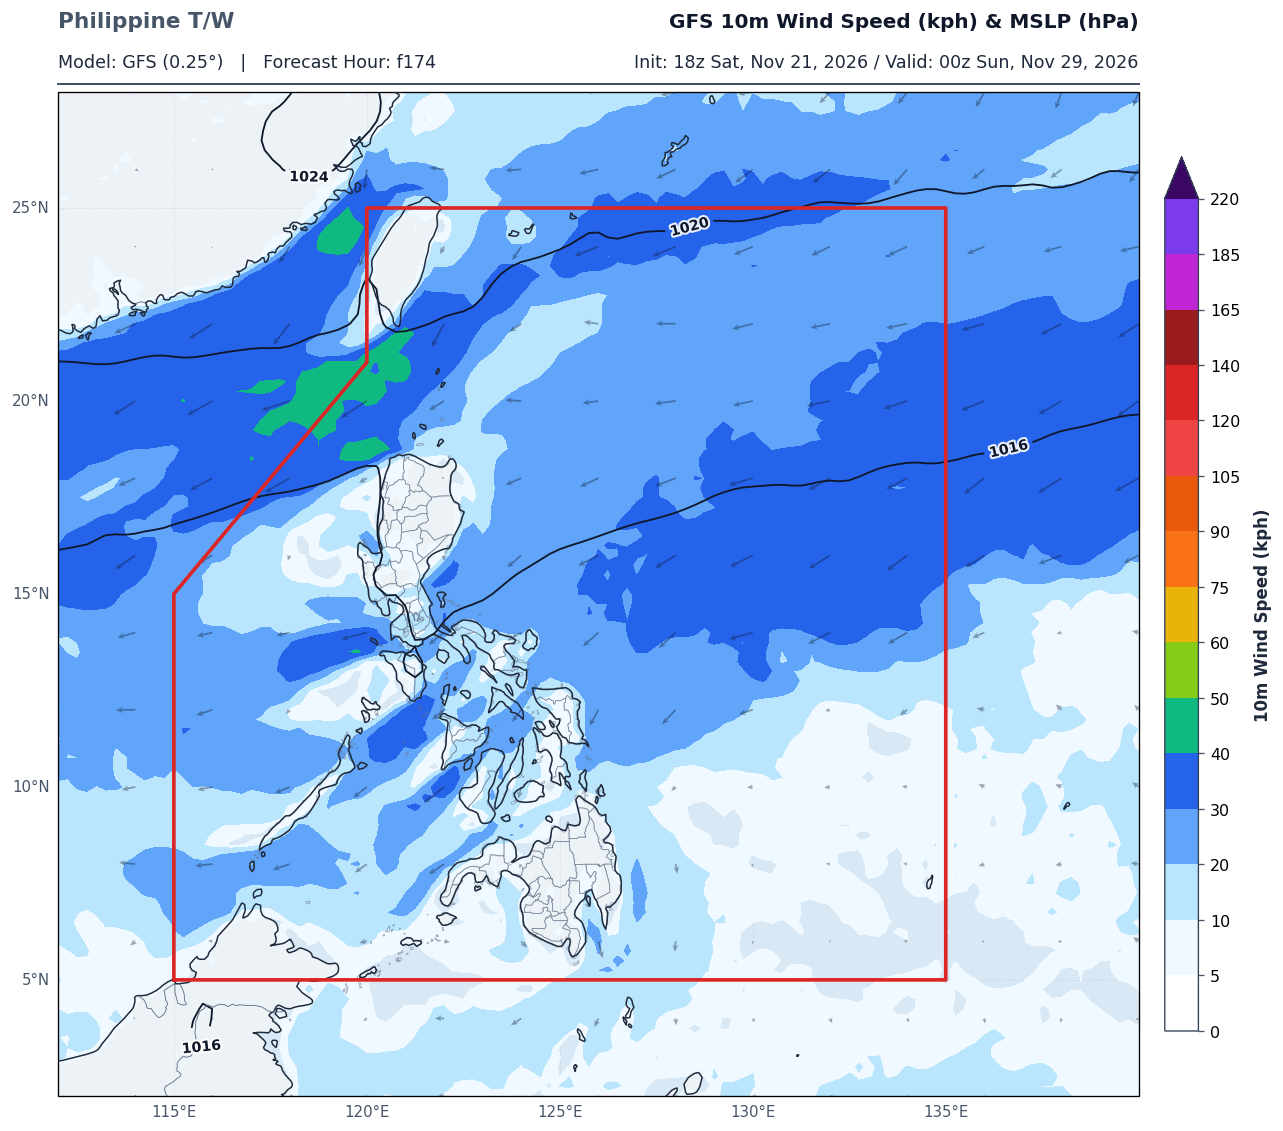 Philippine T/W
GFS 10m Wind Speed (kph) & MSLP (hPa)
Model: GFS (0.25°) | Forecast Hour: f174
Init: 18z Sat, Nov 21, 2026 / Valid: 00z Sun, Nov 29, 2026
1024
1020
1016
1016
25°N
20°N
15°N
10°N
5°N
115°E
120°E
125°E
130°E
135°E
220
185
165
140
120
105
90
75
60
50
40
30
20
10
5
0
10m Wind Speed (kph)